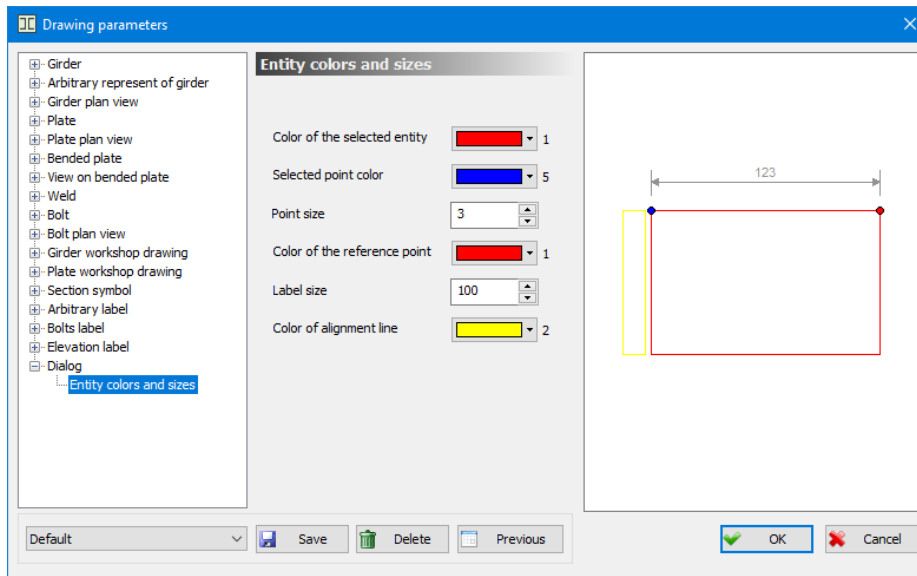 Drawing parameters
Girder
Arbitrary represent of girder
Girder plan view
Plate
Plate plan view
Bended plate
View on bended plate
Weld
Bolt
Bolt plan view
Girder workshop drawing
Plate workshop drawing
Section symbol
Arbitrary label
Bolts label
Elevation label
Dialog
Entity colors and sizes
Entity colors and sizes
Color of the selected entity 1
Selected point color 5
Point size 3
Color of the reference point 1
Label size 100
Color of alignment line 2
123
Default
Save
Delete
Previous
OK
Cancel